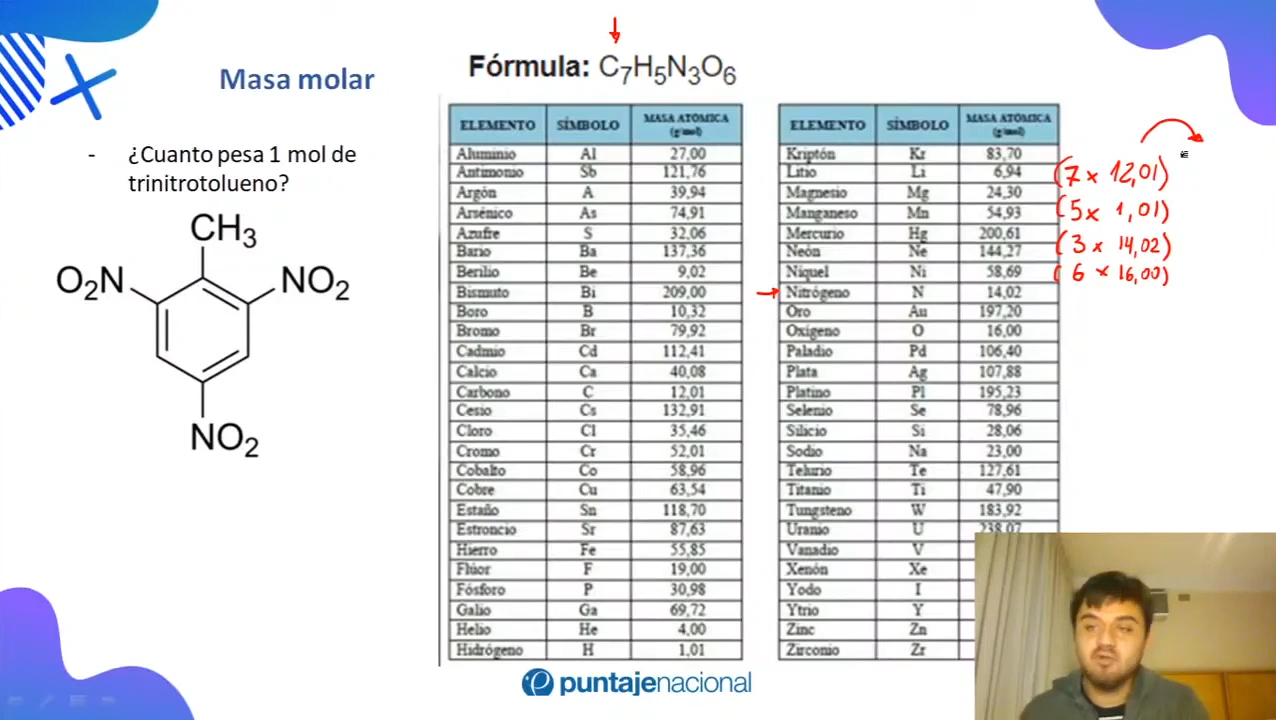 Masa molar
Fórmula: C7H5N3O6
- ¿Cuanto pesa 1 mol de
trinitrotolueno?
CH3
O2N
NO2
NO2
ELEMENTO SÍMBOLO MASA ATOMICA (g/mol)
Aluminio Al 27,00
Antimonio Sb 121,76
Argón A 39,94
Arsénico As 74,91
Azufre S 32,06
Bario Ba 137,36
Berilio Be 9,02
Bismuto Bi 209,00
Boro B 10,32
Bromo Br 79,92
Cadmio Cd 112,41
Calcio Ca 40,08
Carbono C 12,01
Cesio Cs 132,91
Cloro Cl 35,46
Cromo Cr 52,01
Cobalto Co 58,96
Cobre Cu 63,54
Estaño Sn 118,70
Estroncio Sr 87,63
Hierro Fe 55,85
Flúor F 19,00
Fósforo P 30,98
Galio Ga 69,72
Helio He 4,00
Hidrógeno H 1,01
ELEMENTO SÍMBOLO MASA ATOMICA (g/mol)
Kriptón Kr 83,70
Litio Li 6,94
Magnesio Mg 24,30
Manganeso Mn 54,93
Mercurio Hg 200,61
Neón Ne 144,27
Níquel Ni 58,69
Nitrógeno N 14,02
Oro Au 197,20
Oxígeno O 16,00
Paladio Pd 106,40
Plata Ag 107,88
Platino Pl 195,23
Selenio Se 78,96
Silicio Si 28,06
Sodio Na 23,00
Telurio Te 127,61
Titanio Ti 47,90
Tungsteno W 183,92
Uranio U 238,07
Vanadio V
Xenón Xe
Yodo I
Ytrio Y
Zinc Zn
Zirconio Zr
(7 x 12,01)
(5 x 1,01)
(3 x 14,02)
(6 x 16,00)
puntajenacional